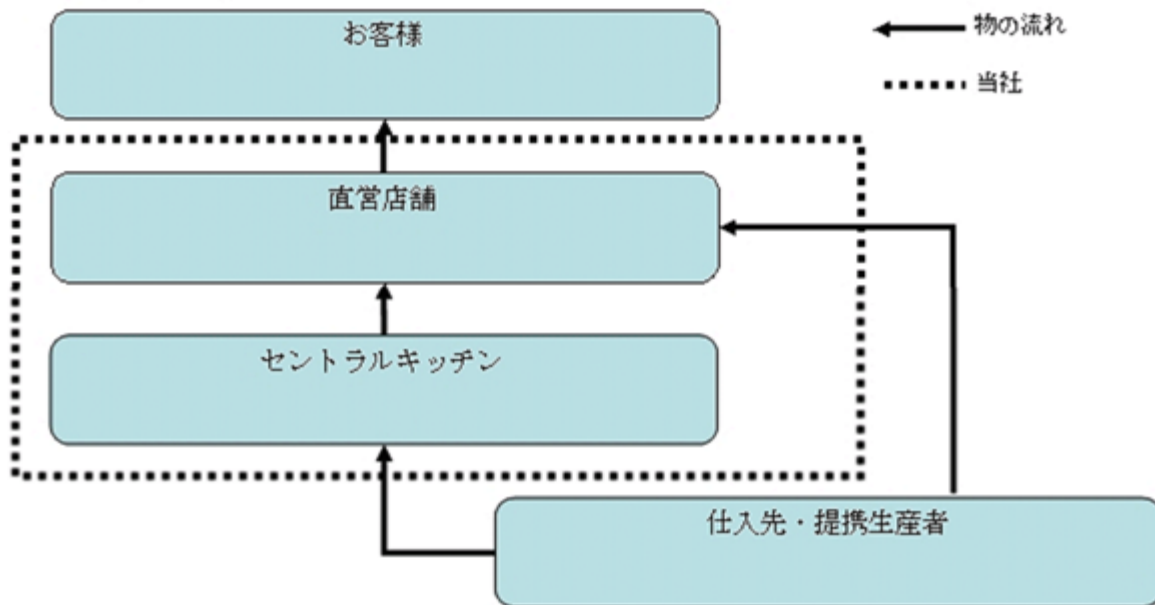 お客様
物の流れ
当社
直営店舗
セントラルキッチン
仕入先・提携生産者